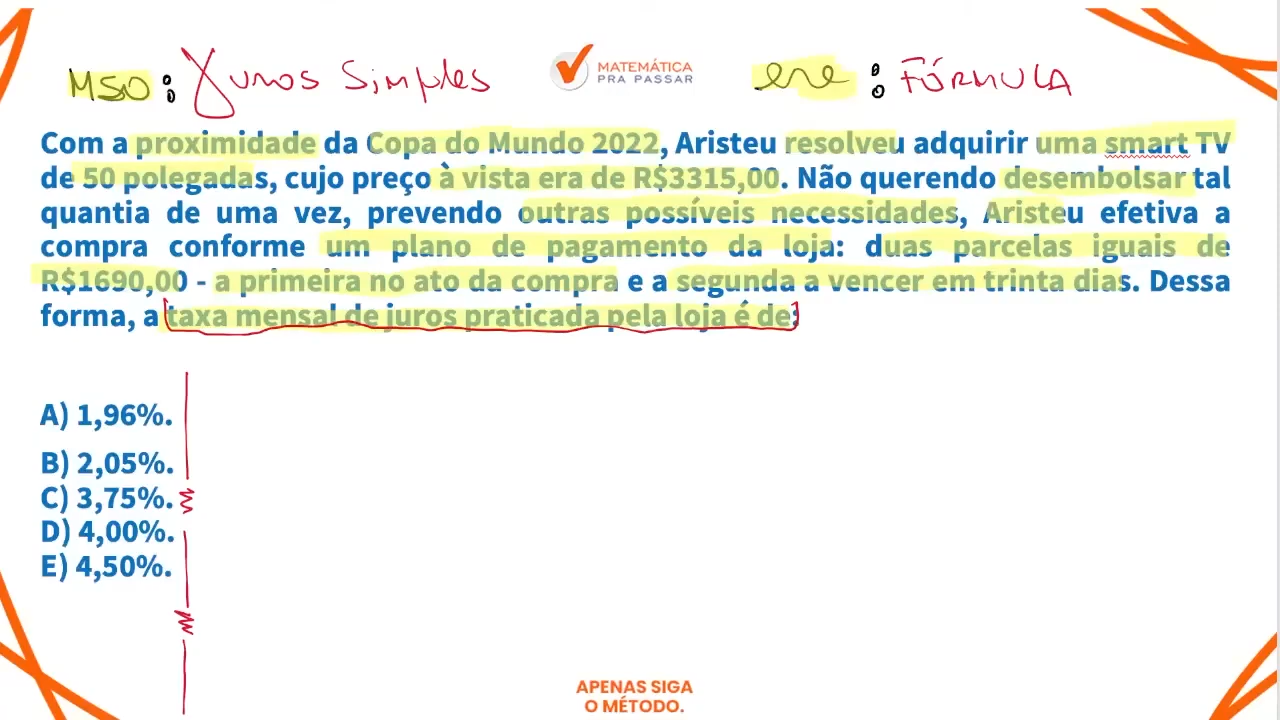 MSO: Juros Simples
MATEMÁTICA
PRA PASSAR
: FÓRMULA
Com a proximidade da Copa do Mundo 2022, Aristeu resolveu adquirir uma smart TV
de 50 polegadas, cujo preço à vista era de R$3315,00. Não querendo desembolsar tal
quantia de uma vez, prevendo outras possíveis necessidades, Aristeu efetiva a
compra conforme um plano de pagamento da loja: duas parcelas iguais de
R$1690,00 - a primeira no ato da compra e a segunda a vencer em trinta dias. Dessa
forma, a taxa mensal de juros praticada pela loja é de:
A) 1,96%.
B) 2,05%.
C) 3,75%.
D) 4,00%.
E) 4,50%.
APENAS SIGA
O MÉTODO.